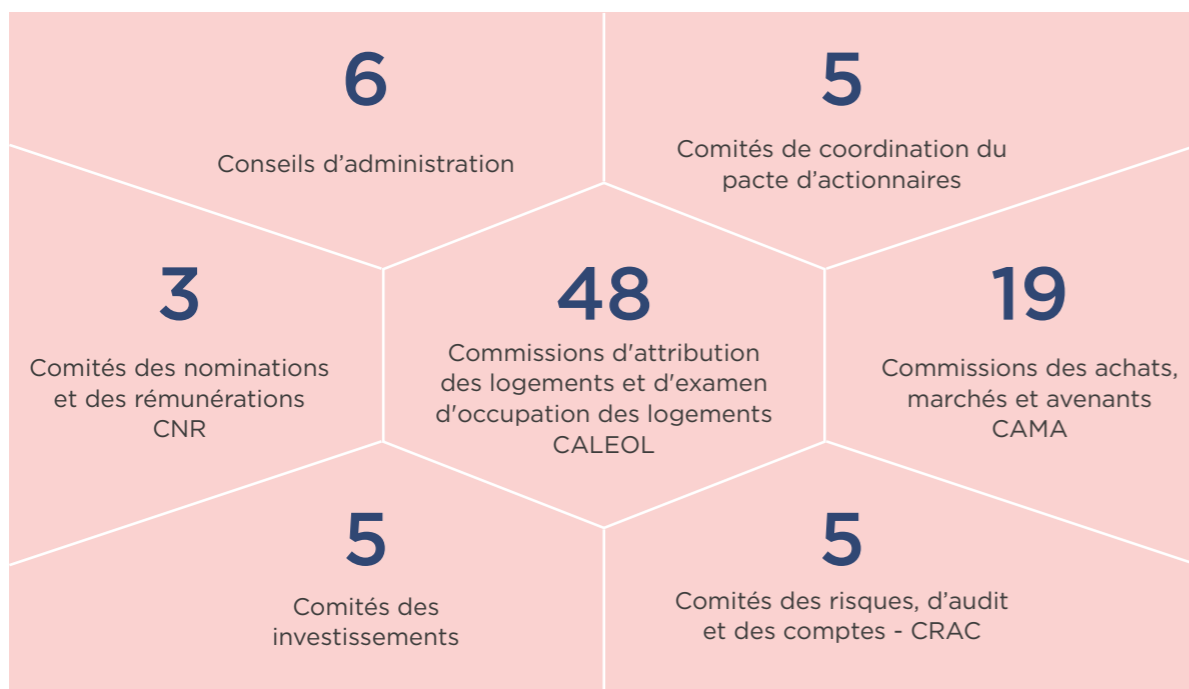 6
Conseils d’administration
5
Comités de coordination du
pacte d’actionnaires
3
Comités des nominations
et des rémunérations
CNR
48
Commissions d'attribution
des logements et d'examen
d'occupation des logements
CALEOL
19
Commissions des achats,
marchés et avenants
CAMA
5
Comités des
investissements
5
Comités des risques, d’audit
et des comptes - CRAC